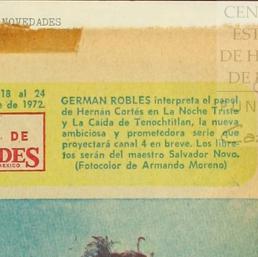 NOVEDADES
CEN
EST
DE H
DE
18 al 24
de 1972.
GERMAN ROBLES interpreta el papel
de Hernán Cortés en La Noche Triste
y La Caída de Tenochtitlan, la nueva
ambiciosa y prometedora serie que
proyectará canal 4 en breve. Los libre-
tos serán del maestro Salvador Novo.
(Fotocolor de Armando Moreno)
DE
DES
MEXICO